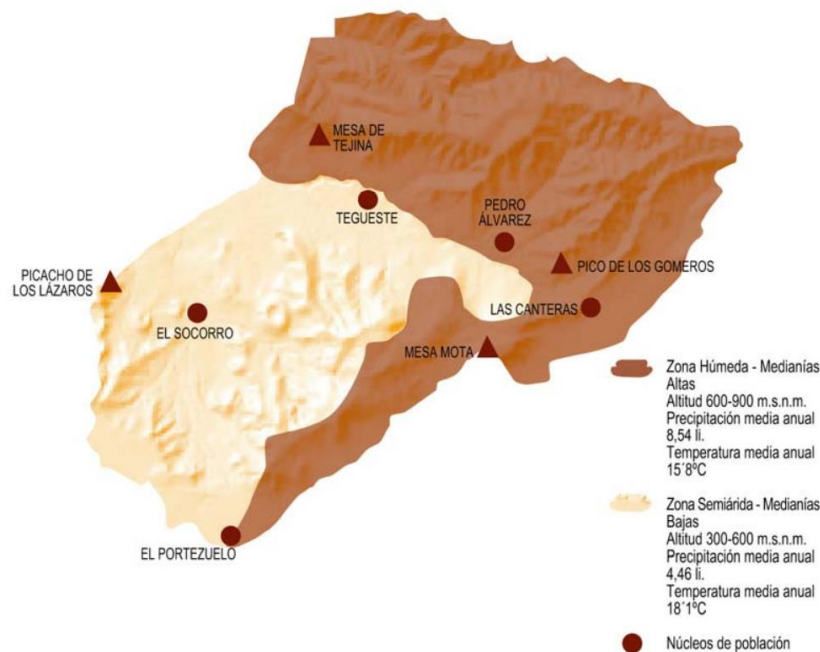 MESA DE
TEJINA
TEGUESTE
PEDRO
ÁLVAREZ
PICO DE LOS GOMEROS
PICACHO DE
LOS LÁZAROS
EL SOCORRO
LAS CANTERAS
MESA MOTA
EL PORTEZUELO
Zona Húmeda - Medianías
Altas
Altitud 600-900 m.s.n.m.
Precipitación media anual
8,54 li.
Temperatura media anual
15´8ºC
Zona Semiárida - Medianías
Bajas
Altitud 300-600 m.s.n.m.
Precipitación media anual
4,46 li.
Temperatura media anual
18´1ºC
Núcleos de población